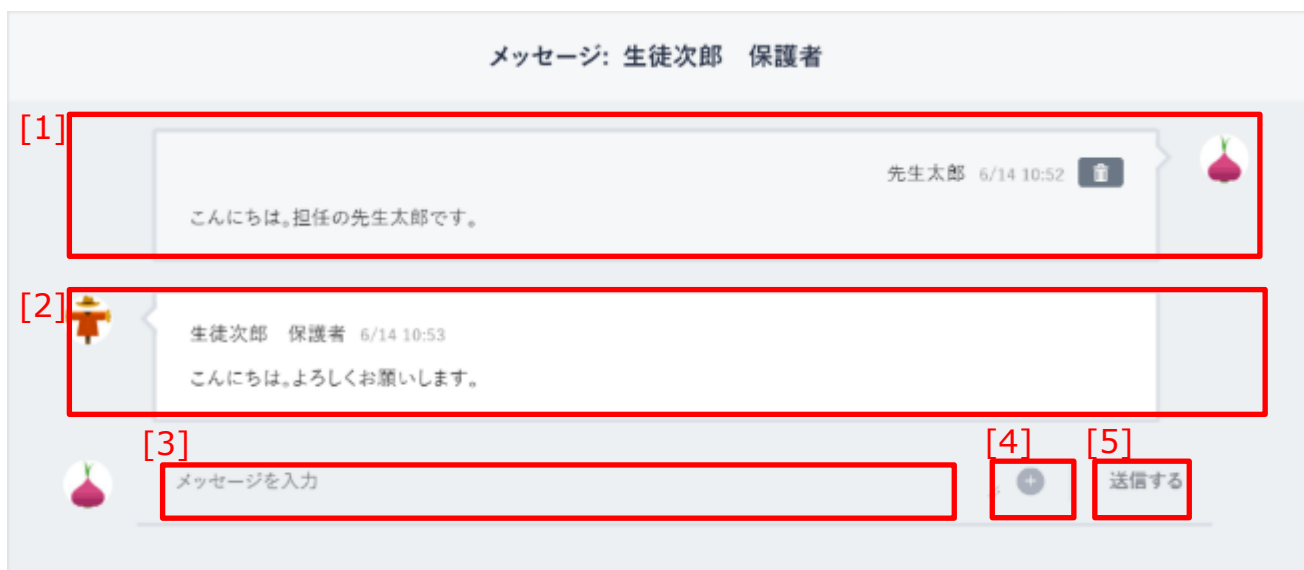 メッセージ: 生徒次郎　保護者
[1]
先生太郎 6/14 10:52
こんにちは。担任の先生太郎です。
[2]
生徒次郎　保護者 6/14 10:53
こんにちは。よろしくお願いします。
[3] [4] [5]
メッセージを入力 送信する